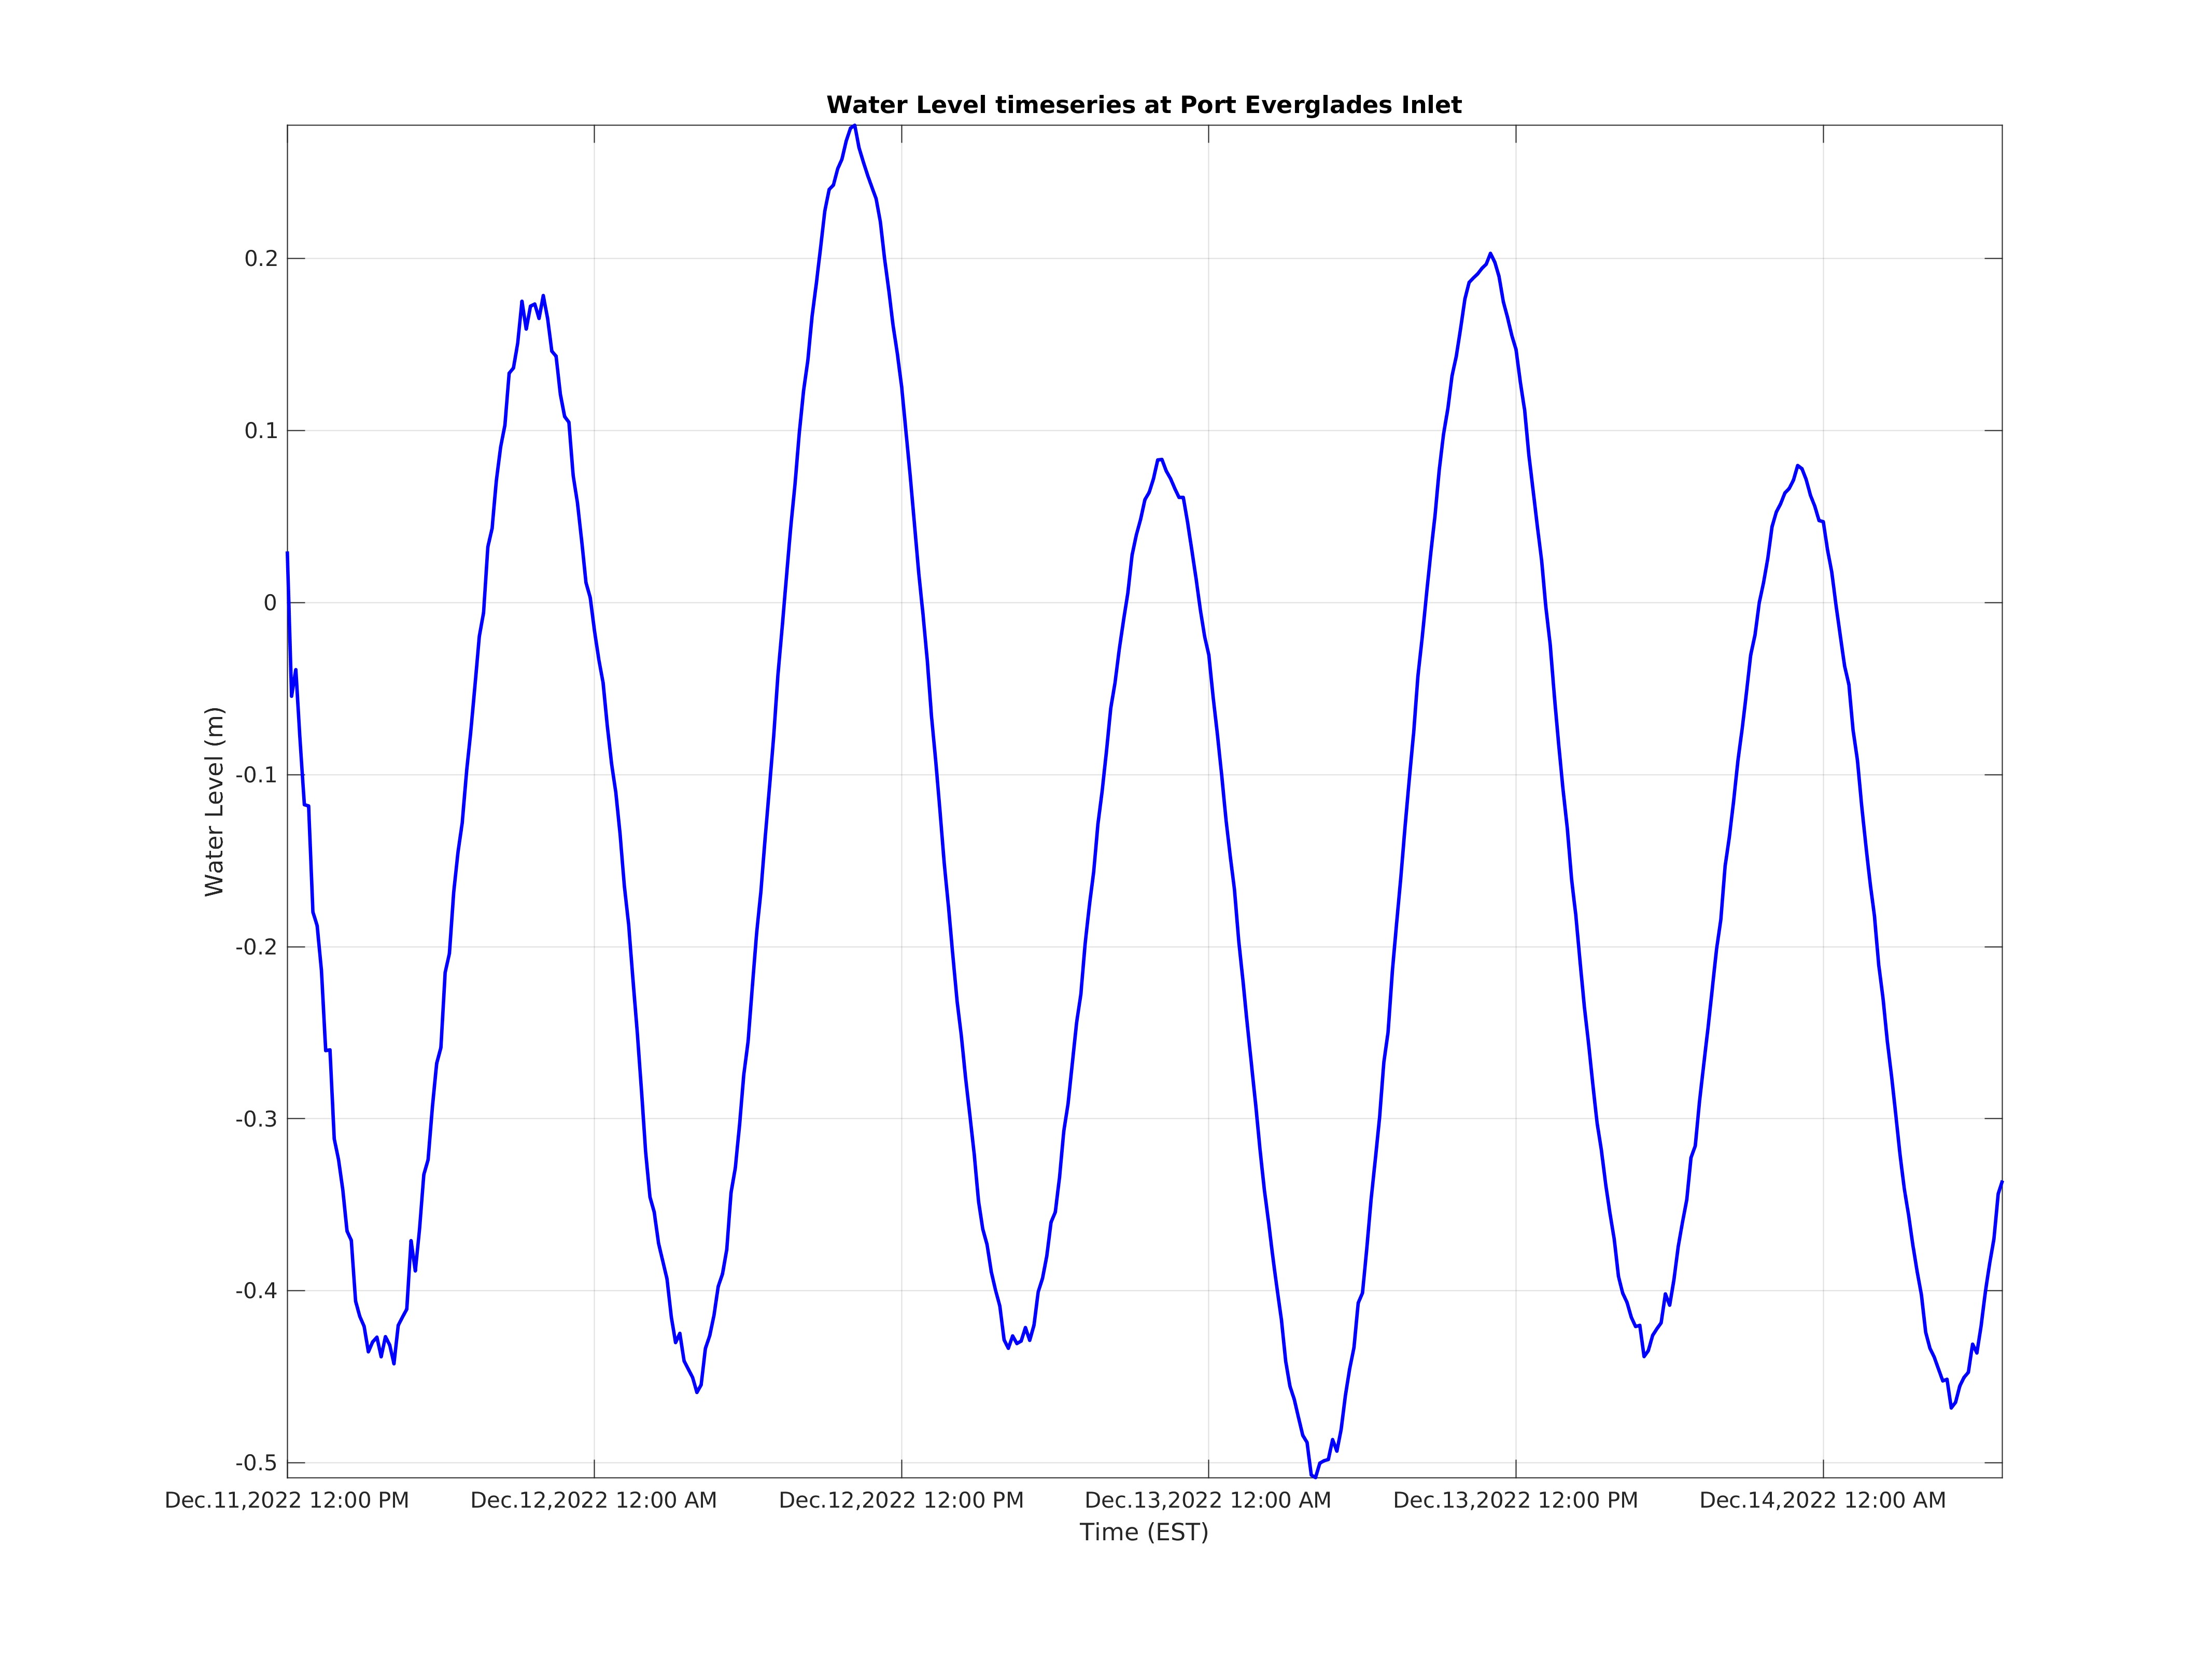 Water Level timeseries at Port Everglades Inlet
0.2
0.1
0
-0.1
-0.2
-0.3
-0.4
-0.5
Water Level (m)
Dec.11,2022 12:00 PM
Dec.12,2022 12:00 AM
Dec.12,2022 12:00 PM
Dec.13,2022 12:00 AM
Dec.13,2022 12:00 PM
Dec.14,2022 12:00 AM
Time (EST)